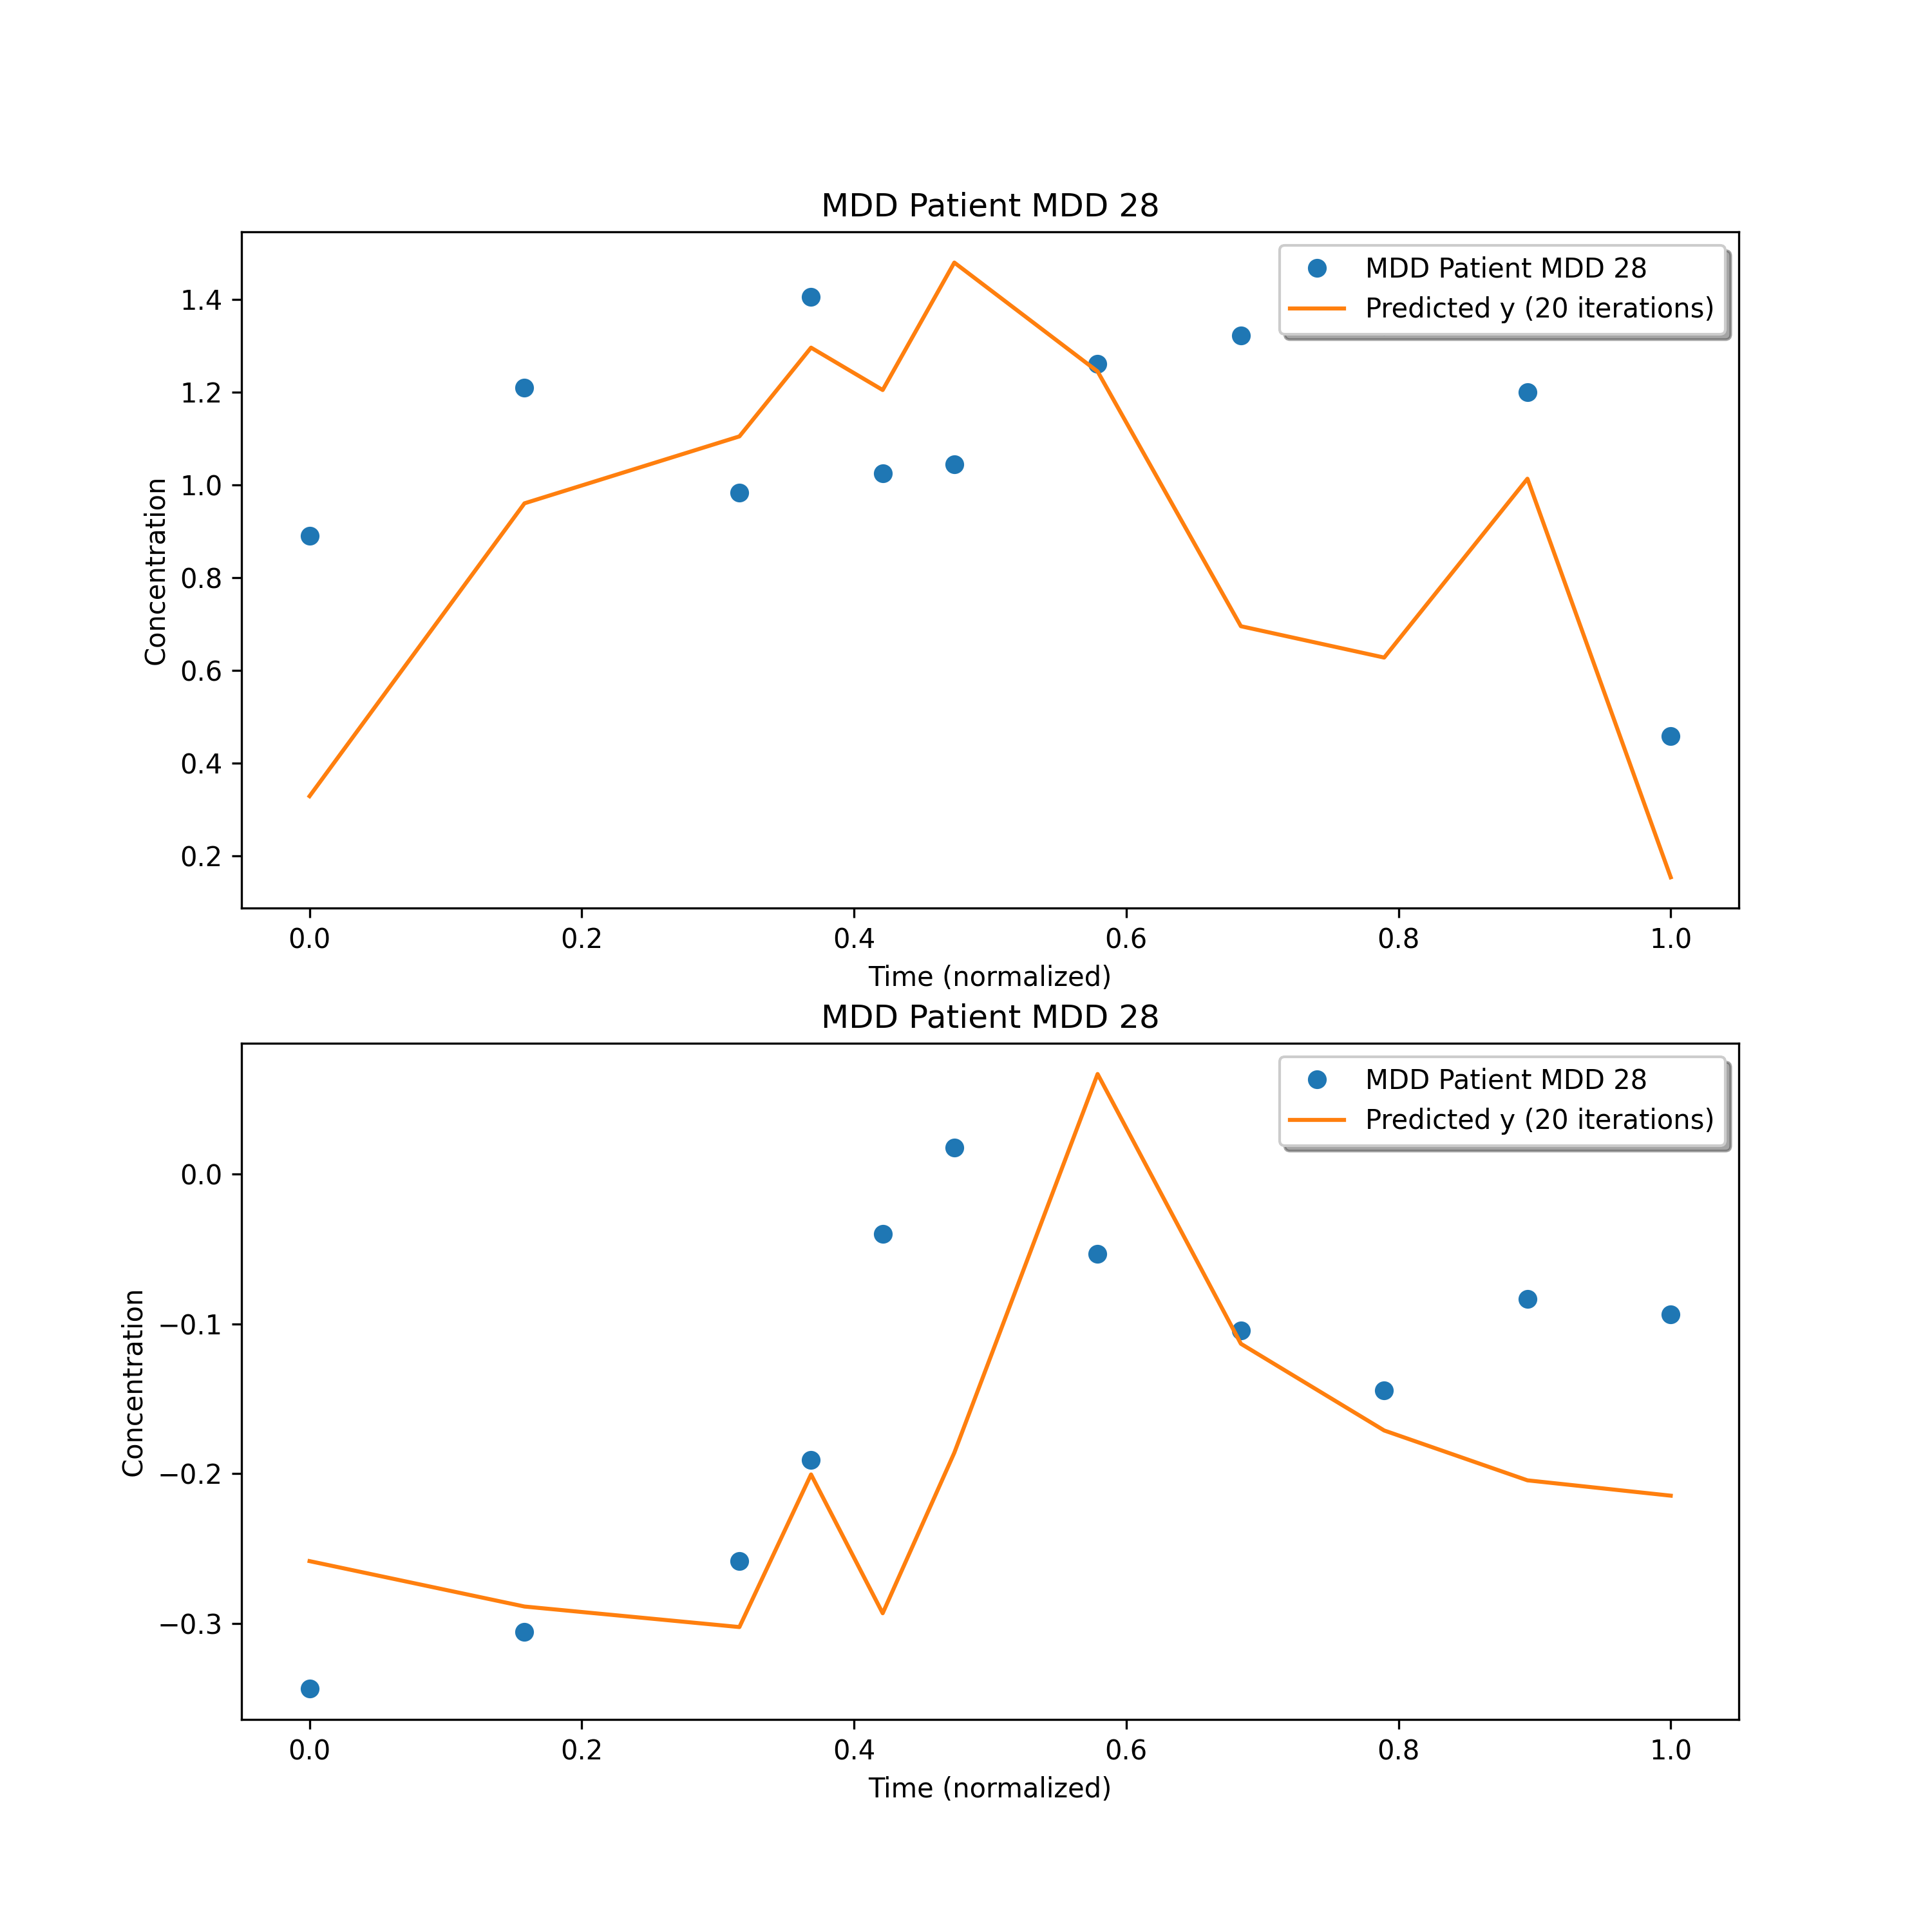 MDD Patient MDD 28
MDD Patient MDD 28
Predicted y (20 iterations)
1.4
1.2
1.0
0.8
0.6
0.4
0.2
Concentration
0.0 0.2 0.4 0.6 0.8 1.0
Time (normalized)
MDD Patient MDD 28
MDD Patient MDD 28
Predicted y (20 iterations)
0.0
−0.1
−0.2
−0.3
Concentration
0.0 0.2 0.4 0.6 0.8 1.0
Time (normalized)